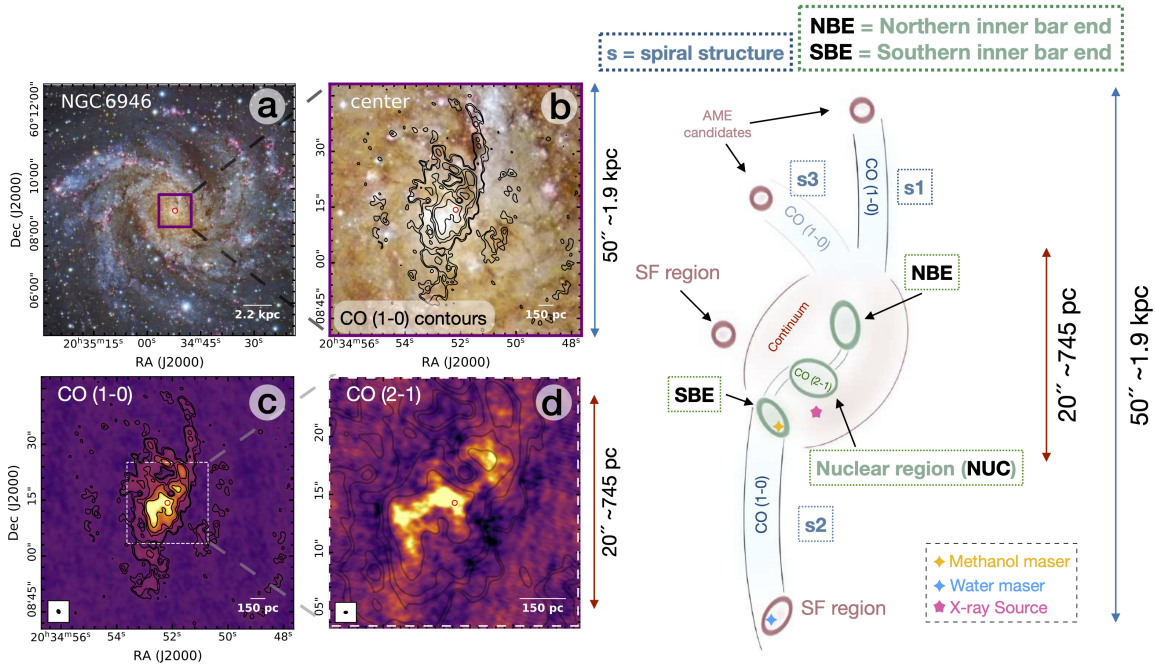 NBE = Northern inner bar end
SBE = Southern inner bar end
s = spiral structure
NGC 6946
a
60°12'00"
10'00"
08'00"
06'00"
Dec (J2000)
2.2 kpc
20ʰ35ᵐ15ˢ
00ˢ
34ᵐ45ˢ
30ˢ
RA (J2000)
center
b
30"
15"
00"
08'45"
CO (1-0) contours
150 pc
20ʰ34ᵐ56ˢ
54ˢ
52ˢ
50ˢ
48ˢ
RA (J2000)
50″ ~1.9 kpc
CO (1-0)
c
30"
15"
00"
08'45"
Dec (J2000)
150 pc
20ʰ34ᵐ56ˢ
54ˢ
52ˢ
50ˢ
48ˢ
RA (J2000)
CO (2-1)
d
20"
15"
10"
05"
150 pc
20″ ~745 pc
AME
candidates
s3
CO (1-0)
CO (1-0)
s1
SF region
NBE
Continuum
CO (2-1)
SBE
Nuclear region (NUC)
CO (1-0)
s2
SF region
20″ ~745 pc
50″ ~1.9 kpc
Methanol maser
Water maser
X-ray Source